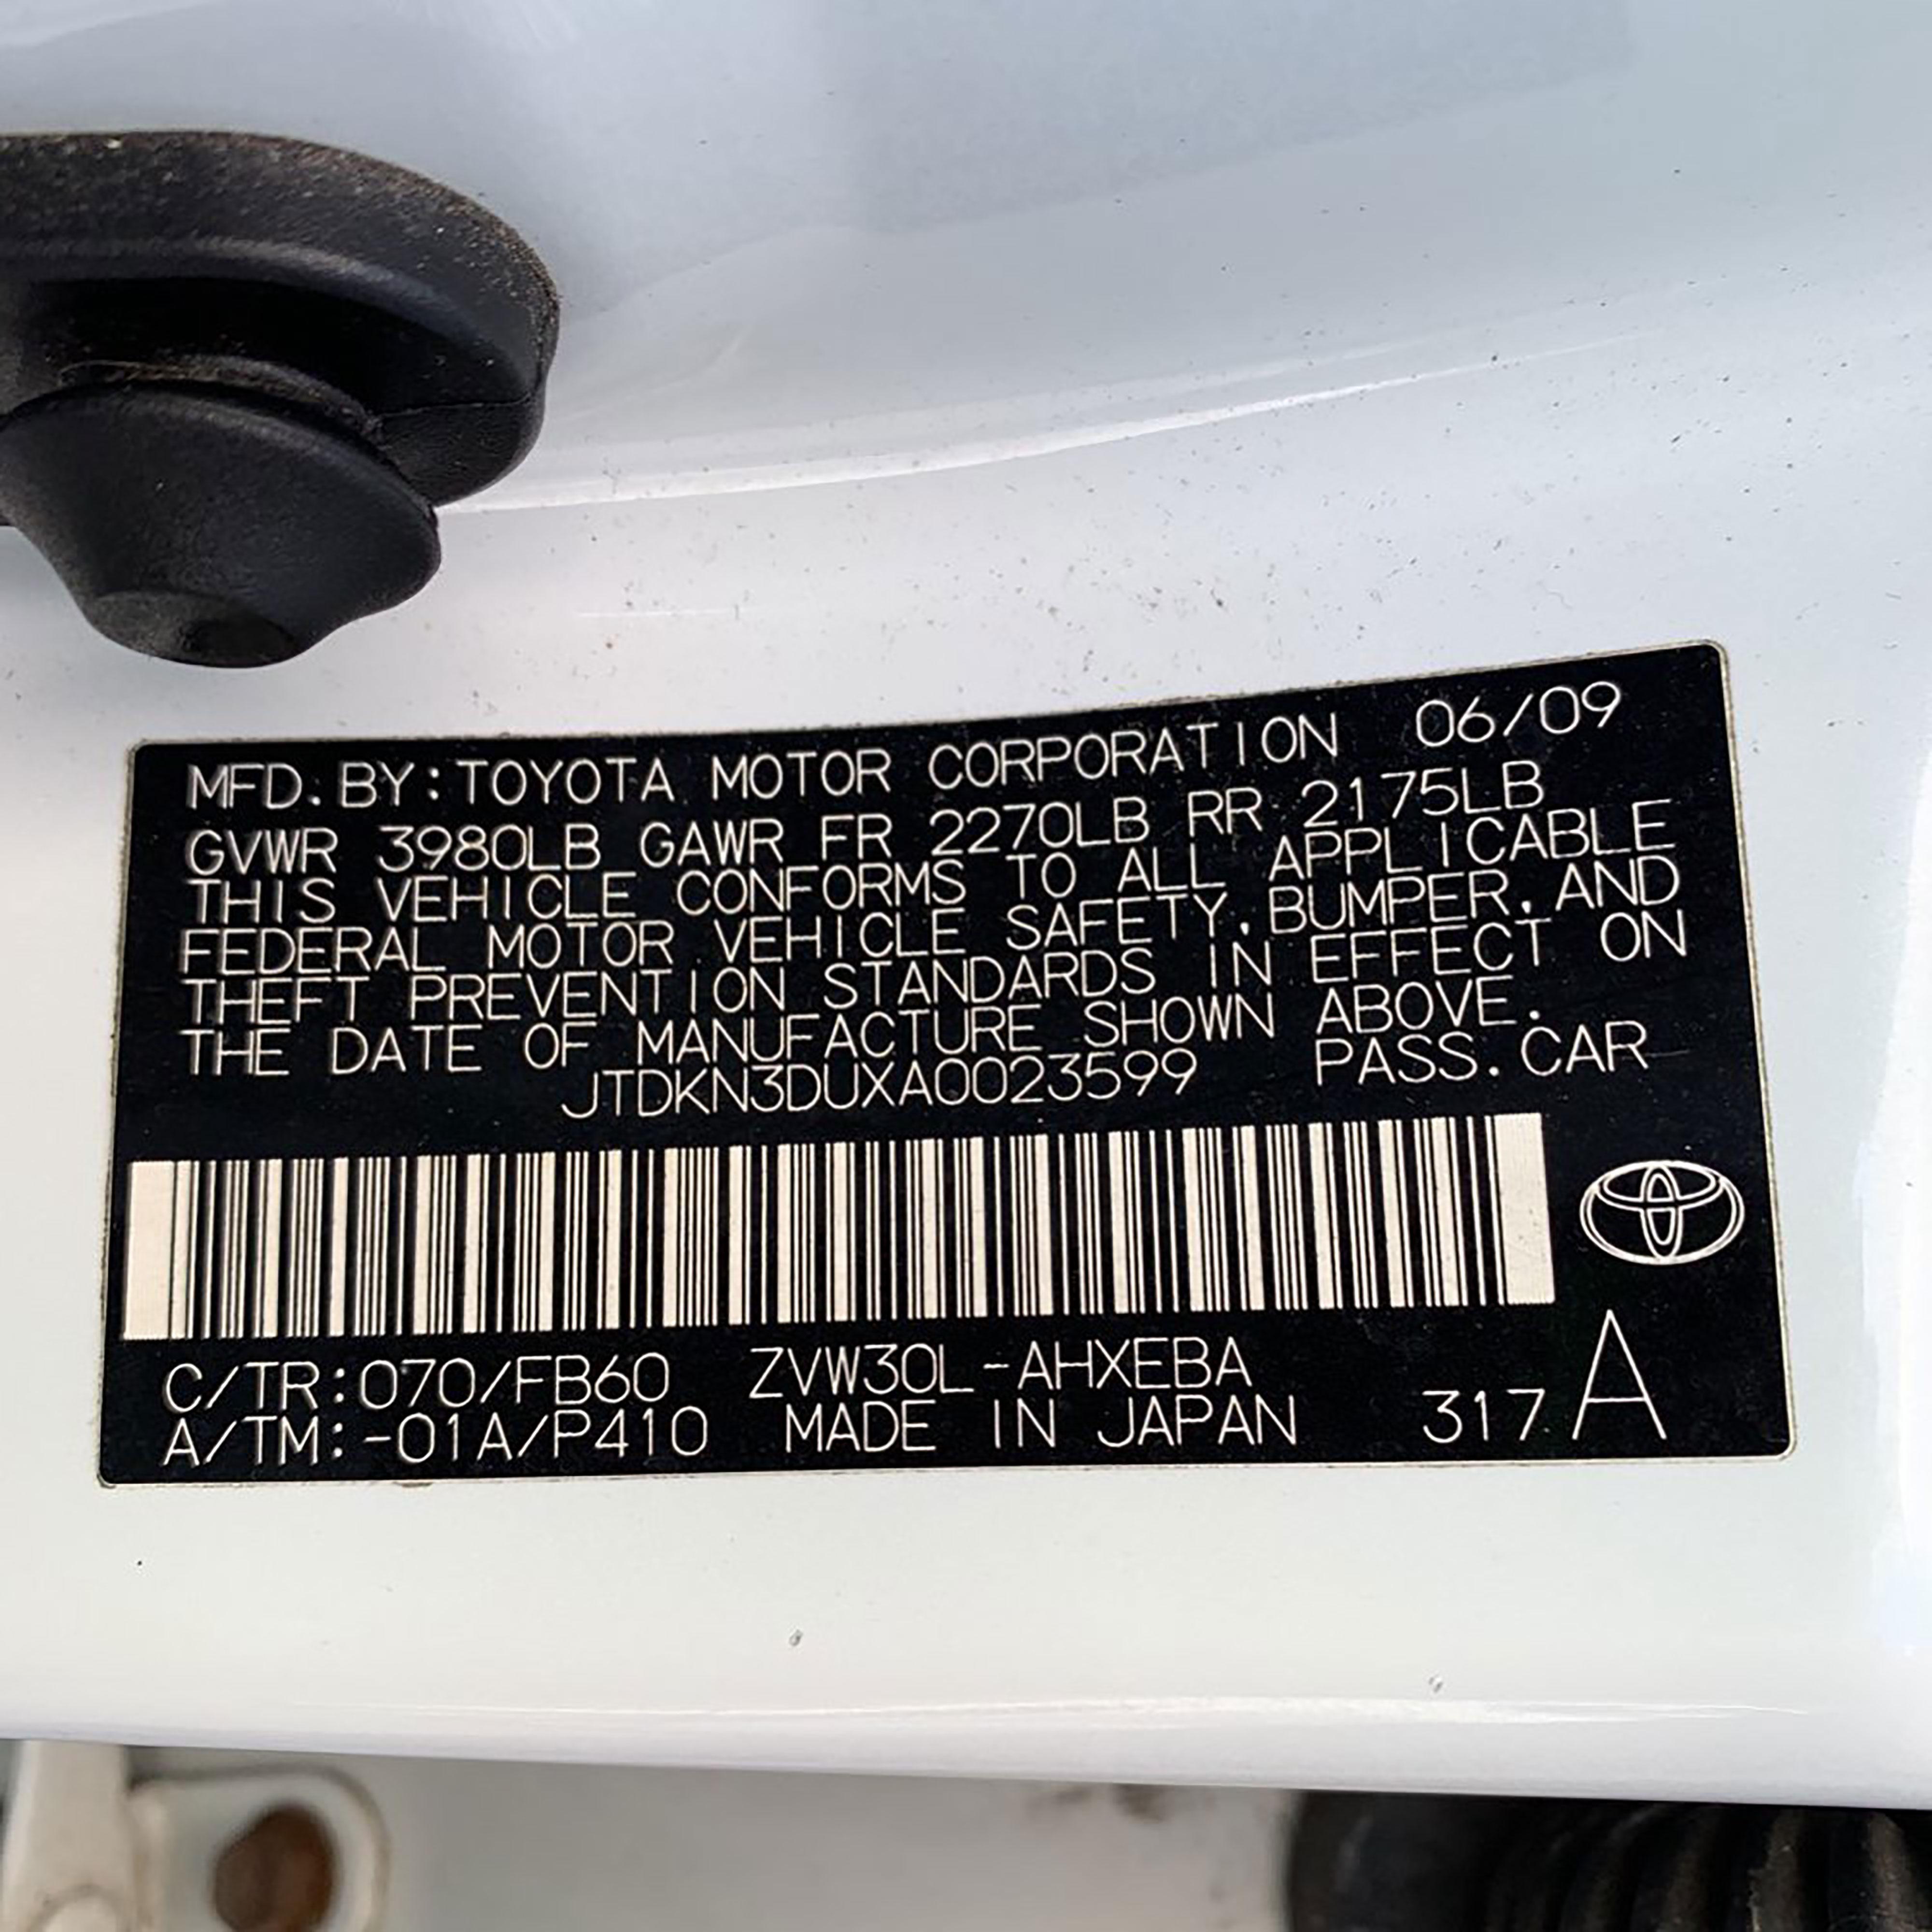 MFD. BY: TOYOTA MOTOR CORPORATION 06/09
GVWR 3980LB GAWR FR 2270LB RR 2175LB
THIS VEHICLE CONFORMS TO ALL APPLICABLE
FEDERAL MOTOR VEHICLE SAFETY, BUMPER, AND
THEFT PREVENTION STANDARDS IN EFFECT ON
THE DATE OF MANUFACTURE SHOWN ABOVE.
JTDKN3DUXA0023599 PASS. CAR
C/TR:070/FB60 ZVW30L-AHXEBA
A/TM:-01A/P410 MADE IN JAPAN 317 A